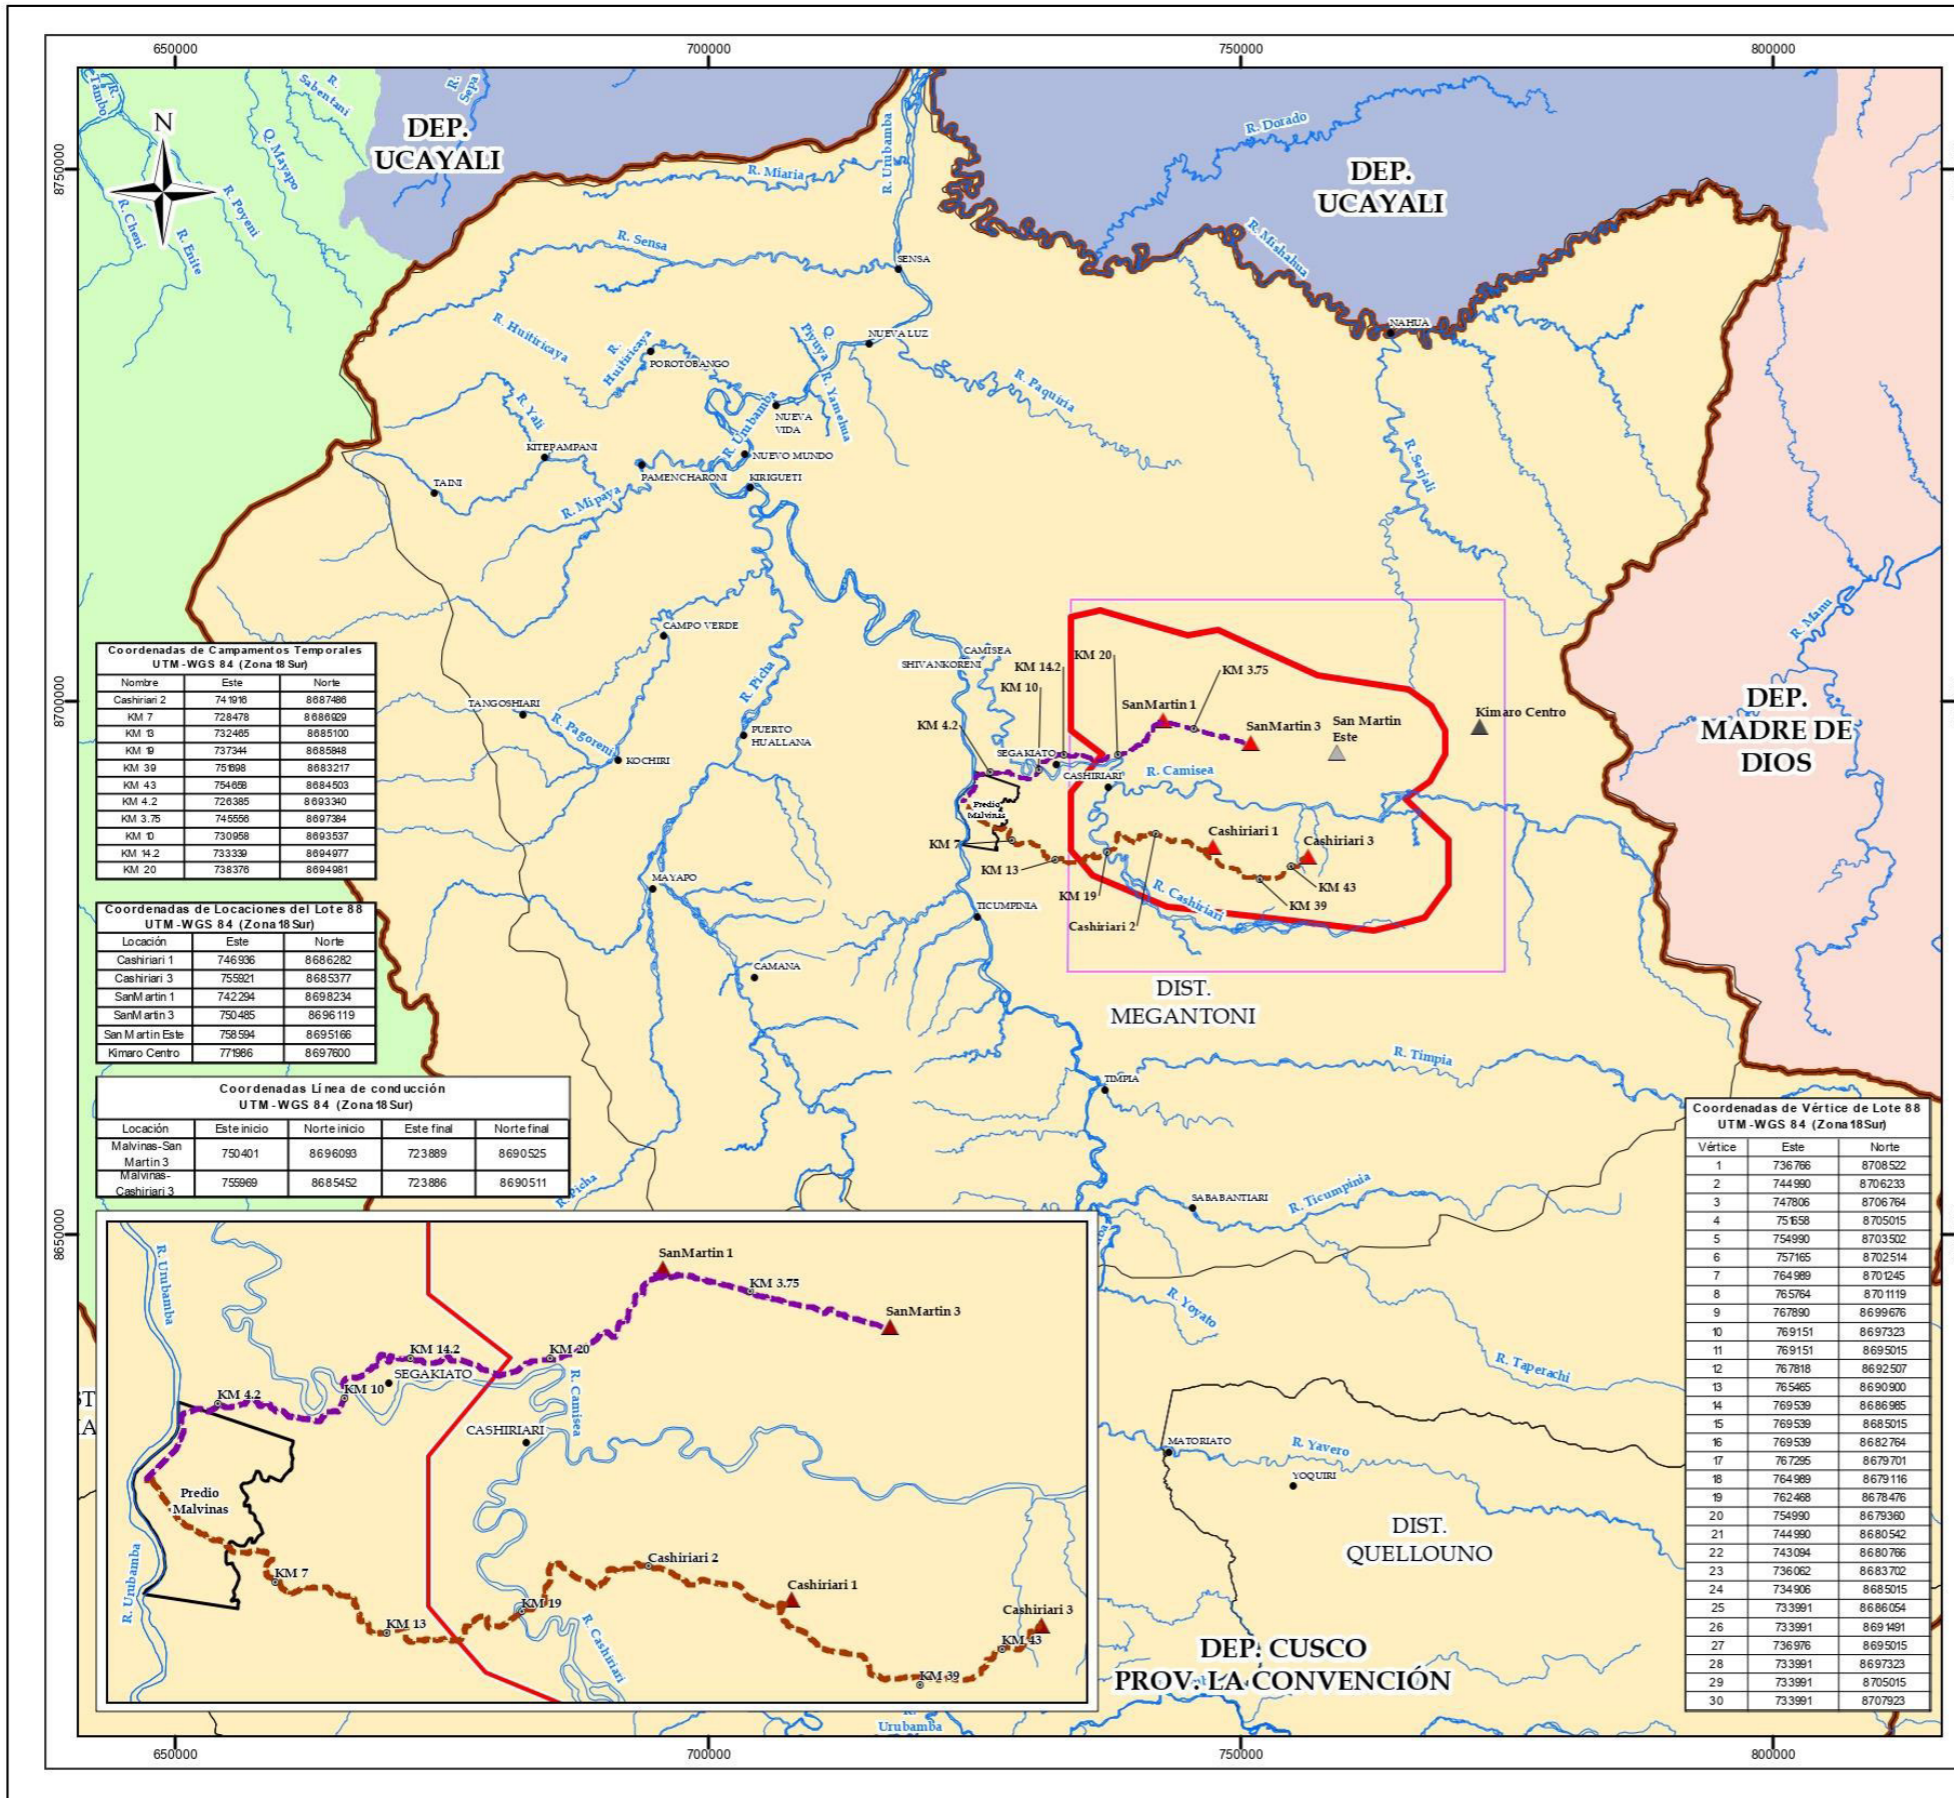 650000 700000 750000 800000
8750000
8700000
8650000
N
R. Tambo
R. Sabentani
Q. Mayapo
R. Poyeni
R. Cheni
R. Enite
R. Sepa
DEP.
UCAYALI
R. Urubamba
R. Miaria
R. Sensa
SENSA
R. Dorado
DEP.
UCAYALI
R. Mishahua
NAHUA
R. Huitiricaya
R. Huitiricaya
POROTOBANGO
Q. Piyuya
R. Yamehua
NUEVA LUZ
R. Paquiria
R. Yali
KITEPAMPANI
TAINI
R. Mipaya
PAMENCHARONI
R. Urubamba
NUEVA
VIDA
NUEVO MUNDO
KIRIGUETI
R. Serjali
R. Manu
DEP.
MADRE DE
DIOS
CAMPO VERDE
R. Picha
TANGOSHIARI
R. Pagoreni
KOCHIRI
PUERTO
HUALLANA
MAYAPO
CAMANA
CAMISEA
SHIVANKORENI
KM 14.2
KM 20
KM 10
KM 3.75
KM 4.2
SanMartin 1
SanMartin 3
San Martin
Este
Kimaro Centro
SEGAKIATO
CASHIRIARI
R. Camisea
Predio
Malvinas
KM 7
KM 13
KM 19
Cashiriari 2
Cashiriari 1
Cashiriari 3
KM 43
KM 39
R. Cashiriari
TICUMPINIA
DIST.
MEGANTONI
R. Timpia
TIMPIA
SABABANTIARI
R. Ticumpinia
R. Picha
R. Yoyato
R. Taperachi
MATORIATO
R. Yavero
YOQUIRI
DIST.
QUELLOUNO
DEP. CUSCO
PROV. LA CONVENCIÓN
R.
Urubamba
Coordenadas de Campamentos Temporales
UTM-WGS 84 (Zona 18 Sur)
Nombre Este Norte
Cashiriari 2 741916 8687486
KM 7 728478 8686929
KM 13 732465 8685100
KM 19 737344 8685848
KM 39 751698 8683217
KM 43 754658 8684503
KM 4.2 726385 8693340
KM 3.75 745556 8697384
KM 10 730958 8693537
KM 14.2 733339 8694977
KM 20 738376 8694981
Coordenadas de Locaciones del Lote 88
UTM-WGS 84 (Zona 18 Sur)
Locación Este Norte
Cashiriari 1 746936 8686282
Cashiriari 3 755921 8685377
SanMartin 1 742294 8698234
SanMartin 3 750485 8696119
San Martin Este 758594 8695166
Kimaro Centro 771986 8697600
Coordenadas Línea de conducción
UTM-WGS 84 (Zona 18 Sur)
Locación Este inicio Norte inicio Este final Norte final
Malvinas-San
Martin 3 750401 8696093 723889 8690525
Malvinas-
Cashiriari 3 755969 8685452 723886 8690511
Coordenadas de Vértice de Lote 88
UTM-WGS 84 (Zona 18 Sur)
Vértice Este Norte
1 736766 8708522
2 744990 8706233
3 747806 8706764
4 751658 8705015
5 754990 8703502
6 757165 8702514
7 764989 8701245
8 765764 8701119
9 767890 8699676
10 769151 8697323
11 769151 8695015
12 767818 8692507
13 765465 8690900
14 769539 8686985
15 769539 8685015
16 769539 8682764
17 767295 8679701
18 764989 8679116
19 762468 8678476
20 754990 8679360
21 744990 8680542
22 743094 8680766
23 736062 8683702
24 734906 8685015
25 733991 8686054
26 733991 8691491
27 736976 8695015
28 733991 8697323
29 733991 8705015
30 733991 8707923
R. Urubamba
SanMartin 1
KM 3.75
SanMartin 3
KM 14.2
KM 20
SEGAKIATO
KM 10
KM 4.2
R. Camisea
CASHIRIARI
Predio
Malvinas
R. Urubamba
KM 7
KM 13
KM 19
Cashiriari 2
Cashiriari 1
Cashiriari 3
KM 43
KM 39
R. Cashiriari
650000 700000 750000 800000